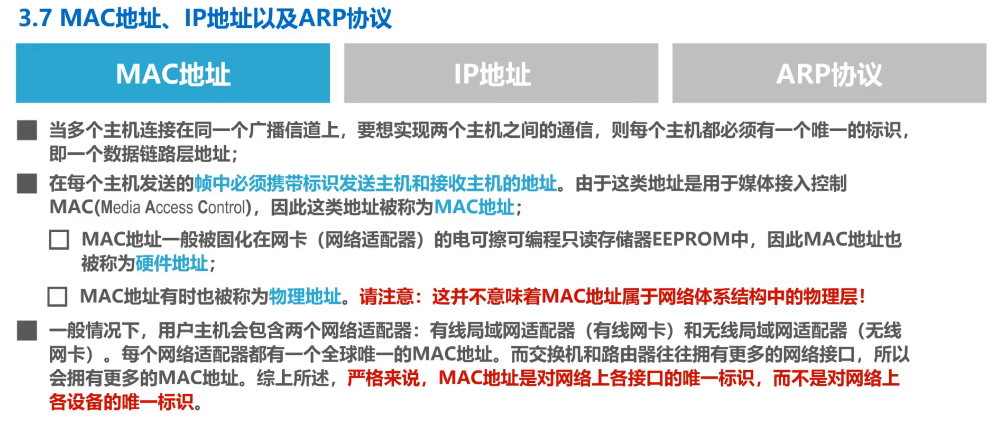 3.7 MAC地址、IP地址以及ARP协议
MAC地址
IP地址
ARP协议
当多个主机连接在同一个广播信道上，要想实现两个主机之间的通信，则每个主机都必须有一个唯一的标识，
即一个数据链路层地址；
在每个主机发送的帧中必须携带标识发送主机和接收主机的地址。由于这类地址是用于媒体接入控制
MAC(Media Access Control)，因此这类地址被称为MAC地址；
MAC地址一般被固化在网卡（网络适配器）的电可擦可编程只读存储器EEPROM中，因此MAC地址也
被称为硬件地址；
MAC地址有时也被称为物理地址。请注意：这并不意味着MAC地址属于网络体系结构中的物理层！
一般情况下，用户主机会包含两个网络适配器：有线局域网适配器（有线网卡）和无线局域网适配器（无线
网卡）。每个网络适配器都有一个全球唯一的MAC地址。而交换机和路由器往往拥有更多的网络接口，所以
会拥有更多的MAC地址。综上所述，严格来说，MAC地址是对网络上各接口的唯一标识，而不是对网络上
各设备的唯一标识。